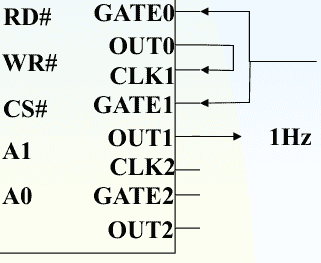 RD# GATE0
OUT0
WR#
CLK1
CS# GATE1
OUT1 1Hz
A1
CLK2
A0 GATE2
OUT2